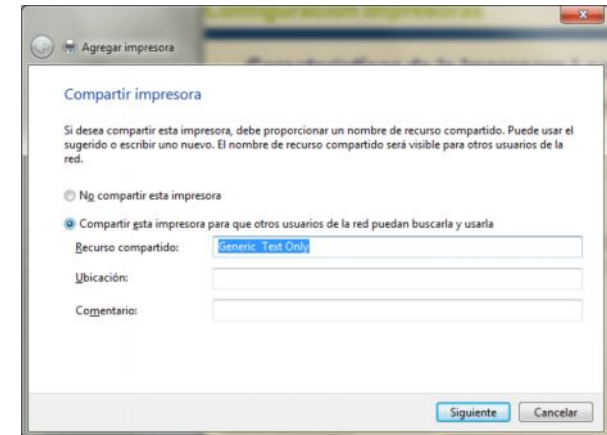 Configuración Impresoras
Agregar impresora
Compartir impresora
Si desea compartir esta impresora, debe proporcionar un nombre de recurso compartido. Puede usar el
sugerido o escribir uno nuevo. El nombre de recurso compartido será visible para otros usuarios de la
red.
No compartir esta impresora
Compartir esta impresora para que otros usuarios de la red puedan buscarla y usarla
Recurso compartido: Generic Text Only
Ubicación:
Comentario:
Siguiente Cancelar